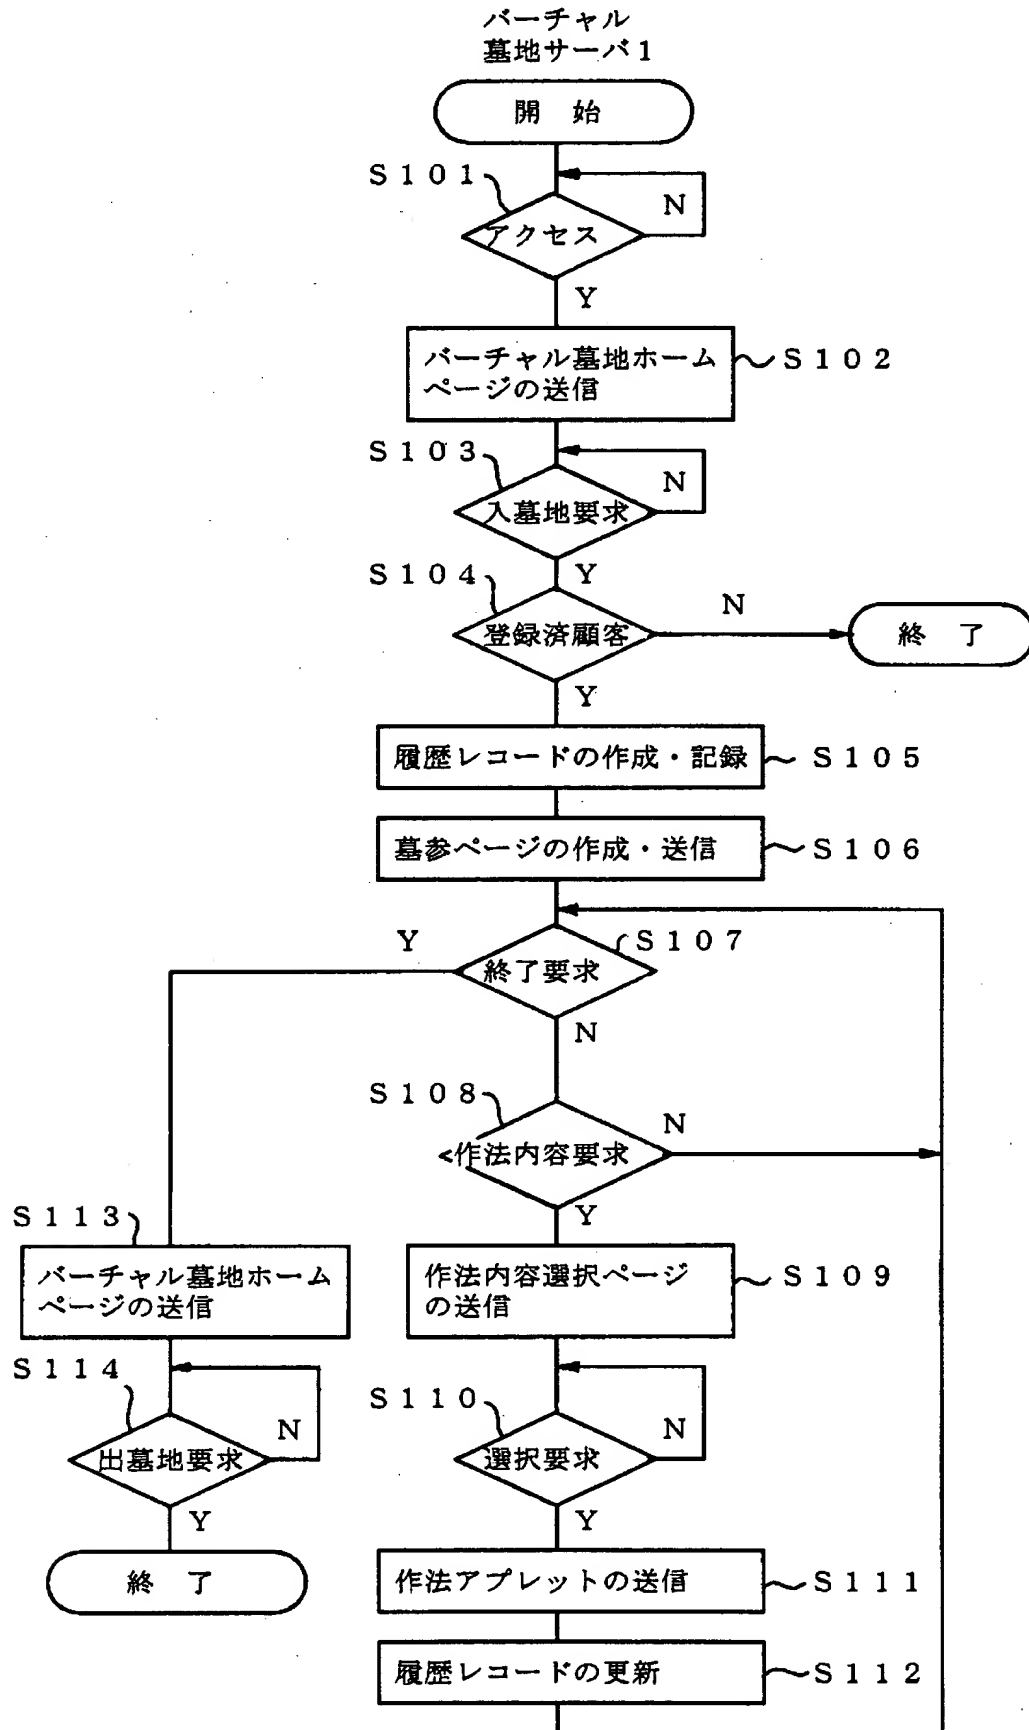 バーチャル
墓地サーバ1
開 始
S101
アクセス
N
Y
バーチャル墓地ホーム
ページの送信
S102
S103
入墓地要求
N
Y
S104
登録済顧客
N
終 了
Y
履歴レコードの作成・記録
S105
墓参ページの作成・送信
S106
S107
終了要求
Y
N
S108
<作法内容要求
N
Y
S113
バーチャル墓地ホーム
ページの送信
作法内容選択ページ
の送信
S109
S114
出墓地要求
N
Y
終 了
S110
選択要求
N
Y
作法アプレットの送信
S111
履歴レコードの更新
S112